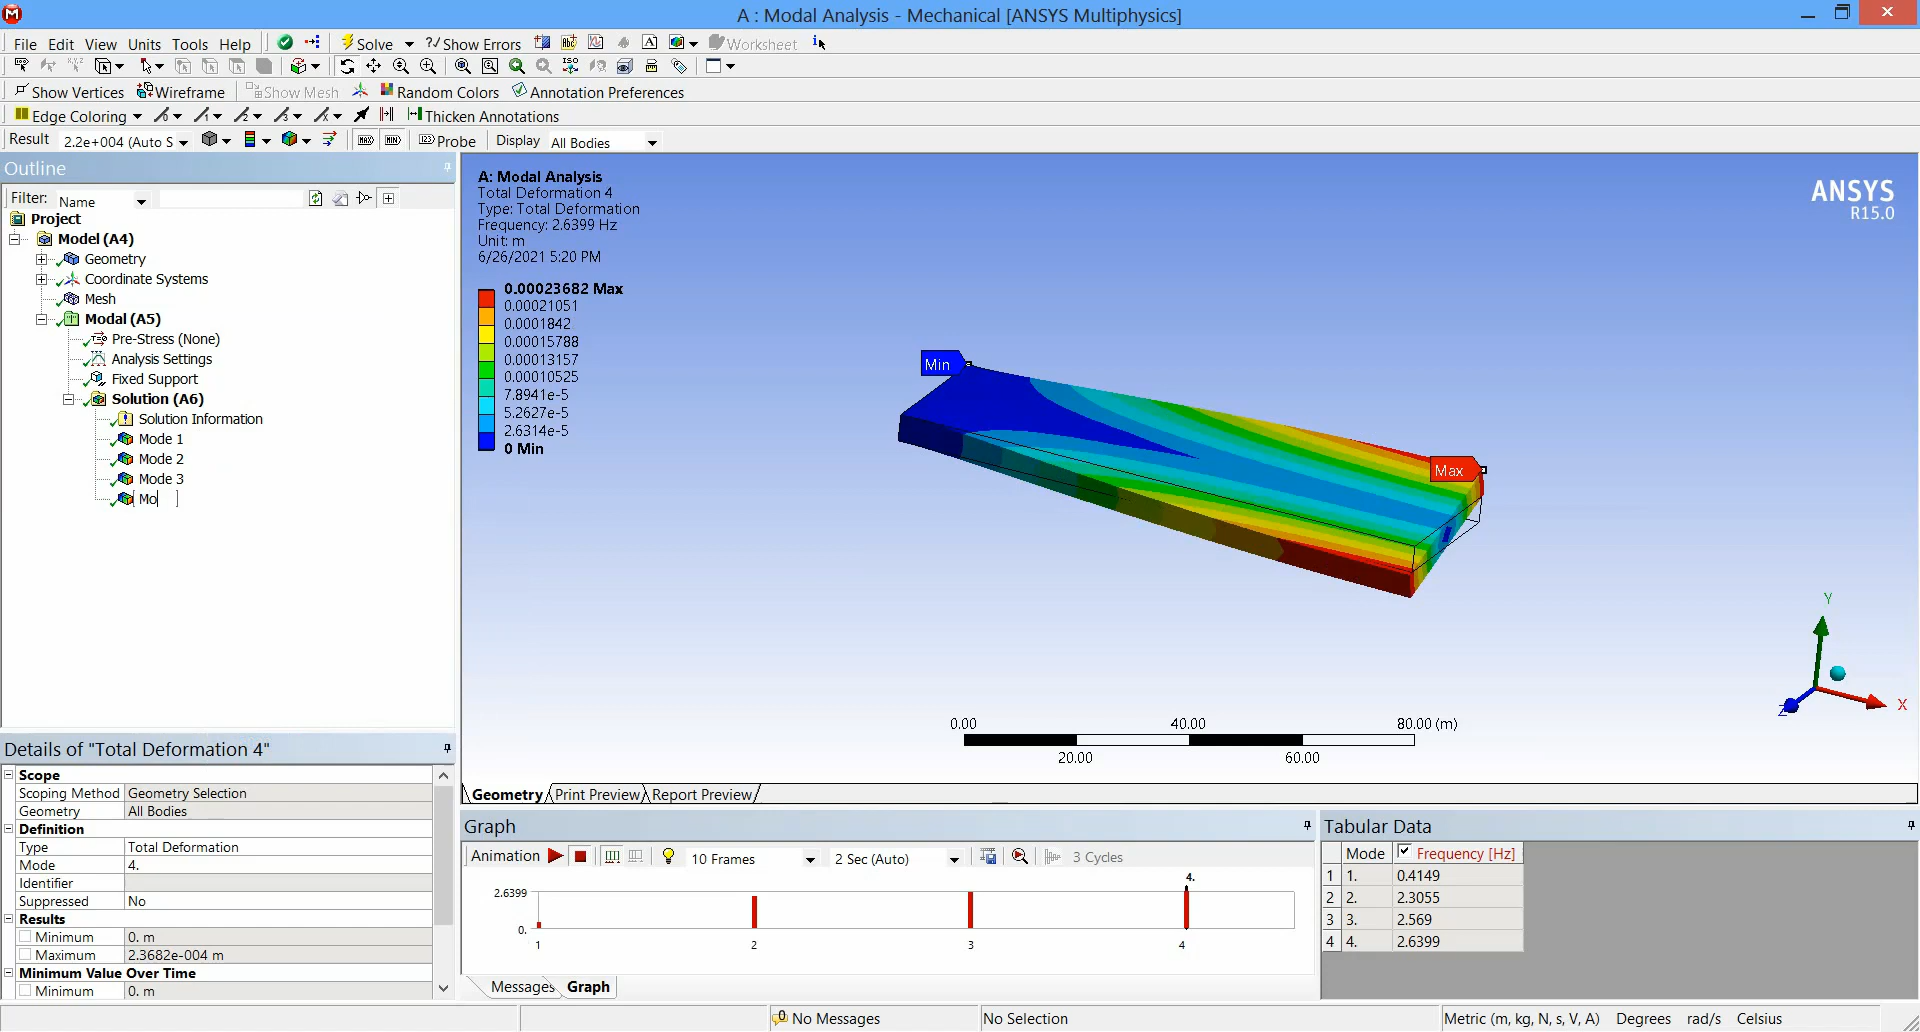 A : Modal Analysis - Mechanical [ANSYS Multiphysics]
File Edit View Units Tools Help Solve ?/Show Errors Worksheet
Show Vertices Wireframe Show Mesh Random Colors Annotation Preferences
Edge Coloring Thicken Annotations
Result 2.2e+004 (Auto S Probe Display All Bodies
Outline
Filter: Name
Project
Model (A4)
Geometry
Coordinate Systems
Mesh
Modal (A5)
Pre-Stress (None)
Analysis Settings
Fixed Support
Solution (A6)
Solution Information
Mode 1
Mode 2
Mode 3
Mo
A: Modal Analysis
Total Deformation 4
Type: Total Deformation
Frequency: 2.6399 Hz
Unit: m
6/26/2021 5:20 PM
0.00023682 Max
0.00021051
0.0001842
0.00015788
0.00013157
0.00010525
7.8941e-5
5.2627e-5
2.6314e-5
0 Min
ANSYS
R15.0
Min
Max
Y
X
Z
0.00 40.00 80.00 (m)
20.00 60.00
Geometry Print Preview Report Preview
Details of "Total Deformation 4"
Scope
Scoping Method Geometry Selection
Geometry All Bodies
Definition
Type Total Deformation
Mode 4.
Identifier
Suppressed No
Results
Minimum 0. m
Maximum 2.3682e-004 m
Minimum Value Over Time
Minimum 0. m
Graph
Animation 10 Frames 2 Sec (Auto) 3 Cycles
4.
2.6399
0.
1 2 3 4
Messages Graph
Tabular Data
Mode Frequency [Hz]
1 1. 0.4149
2 2. 2.3055
3 3. 2.569
4 4. 2.6399
0 No Messages No Selection Metric (m, kg, N, s, V, A) Degrees rad/s Celsius